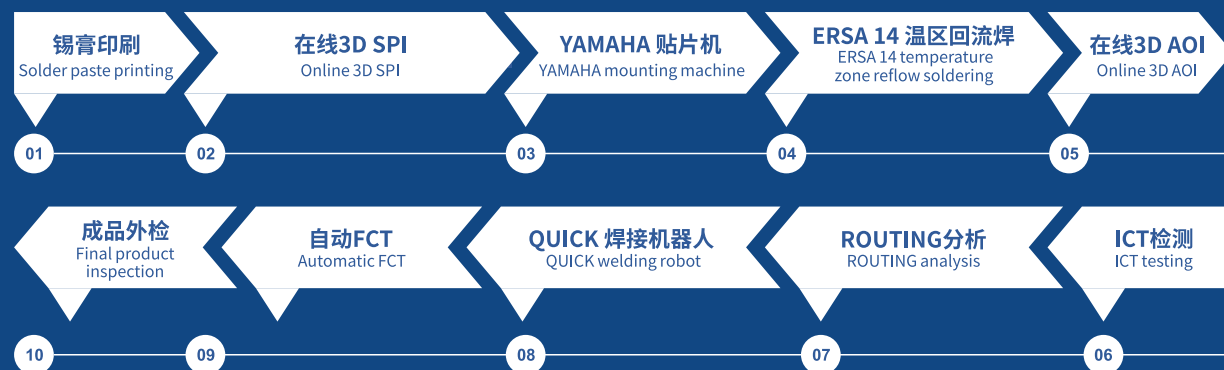 锡膏印刷
Solder paste printing
在线3D SPI
Online 3D SPI
YAMAHA 贴片机
YAMAHA mounting machine
ERSA 14 温区回流焊
ERSA 14 temperature
zone reflow soldering
在线3D AOI
Online 3D AOI
01
02
03
04
05
成品外检
Final product
inspection
自动FCT
Automatic FCT
QUICK 焊接机器人
QUICK welding robot
ROUTING分析
ROUTING analysis
ICT检测
ICT testing
10
09
08
07
06